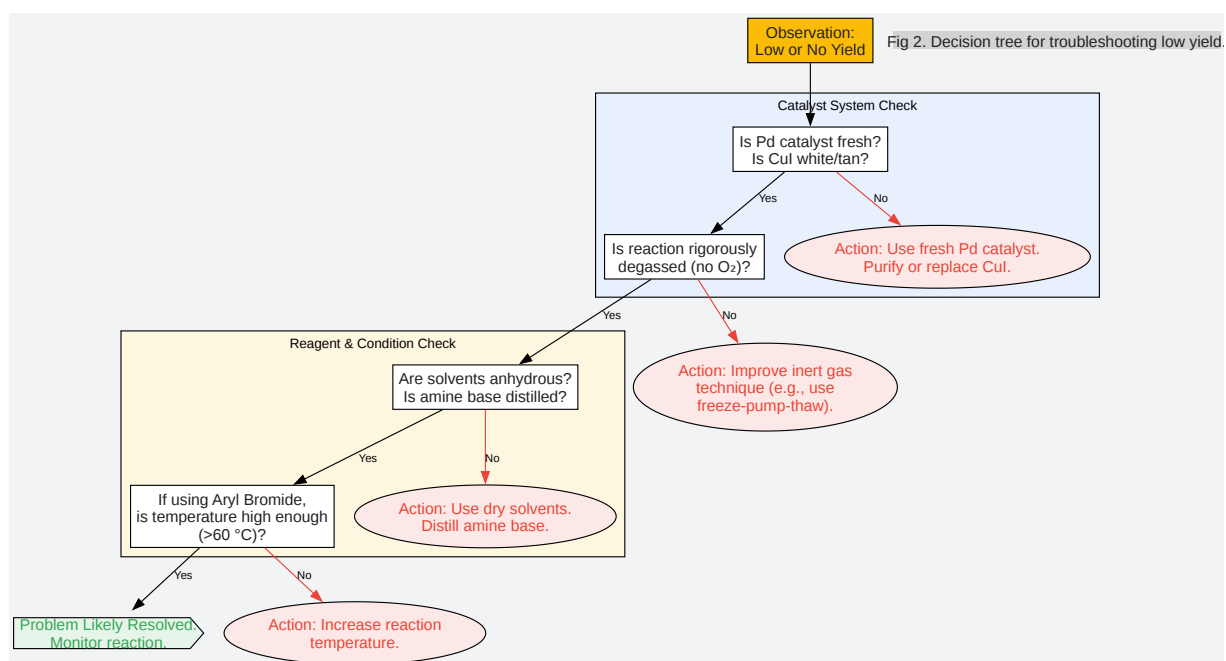 Observation:
Low or No Yield
Fig 2. Decision tree for troubleshooting low yield.
Catalyst System Check
Is Pd catalyst fresh?
Is CuI white/tan?
Yes
No
Is reaction rigorously
degassed (no O₂)?
Action: Use fresh Pd catalyst.
Purify or replace CuI.
Yes
No
Reagent & Condition Check
Are solvents anhydrous?
Is amine base distilled?
Action: Improve inert gas
technique (e.g., use
freeze-pump-thaw).
Yes
No
If using Aryl Bromide,
is temperature high enough
(>60 °C)?
Action: Use dry solvents.
Distill amine base.
Yes
No
Problem Likely Resolved.
Monitor reaction.
Action: Increase reaction
temperature.